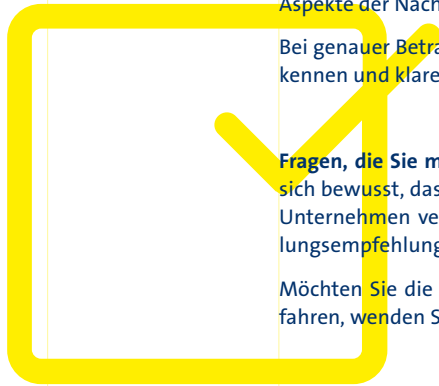 Aspekte der Nach
Bei genauer Betra
kennen und klare
Fragen, die Sie m
sich bewusst, das
Unternehmen ve
lungsempfehlung
Möchten Sie die
fahren, wenden S